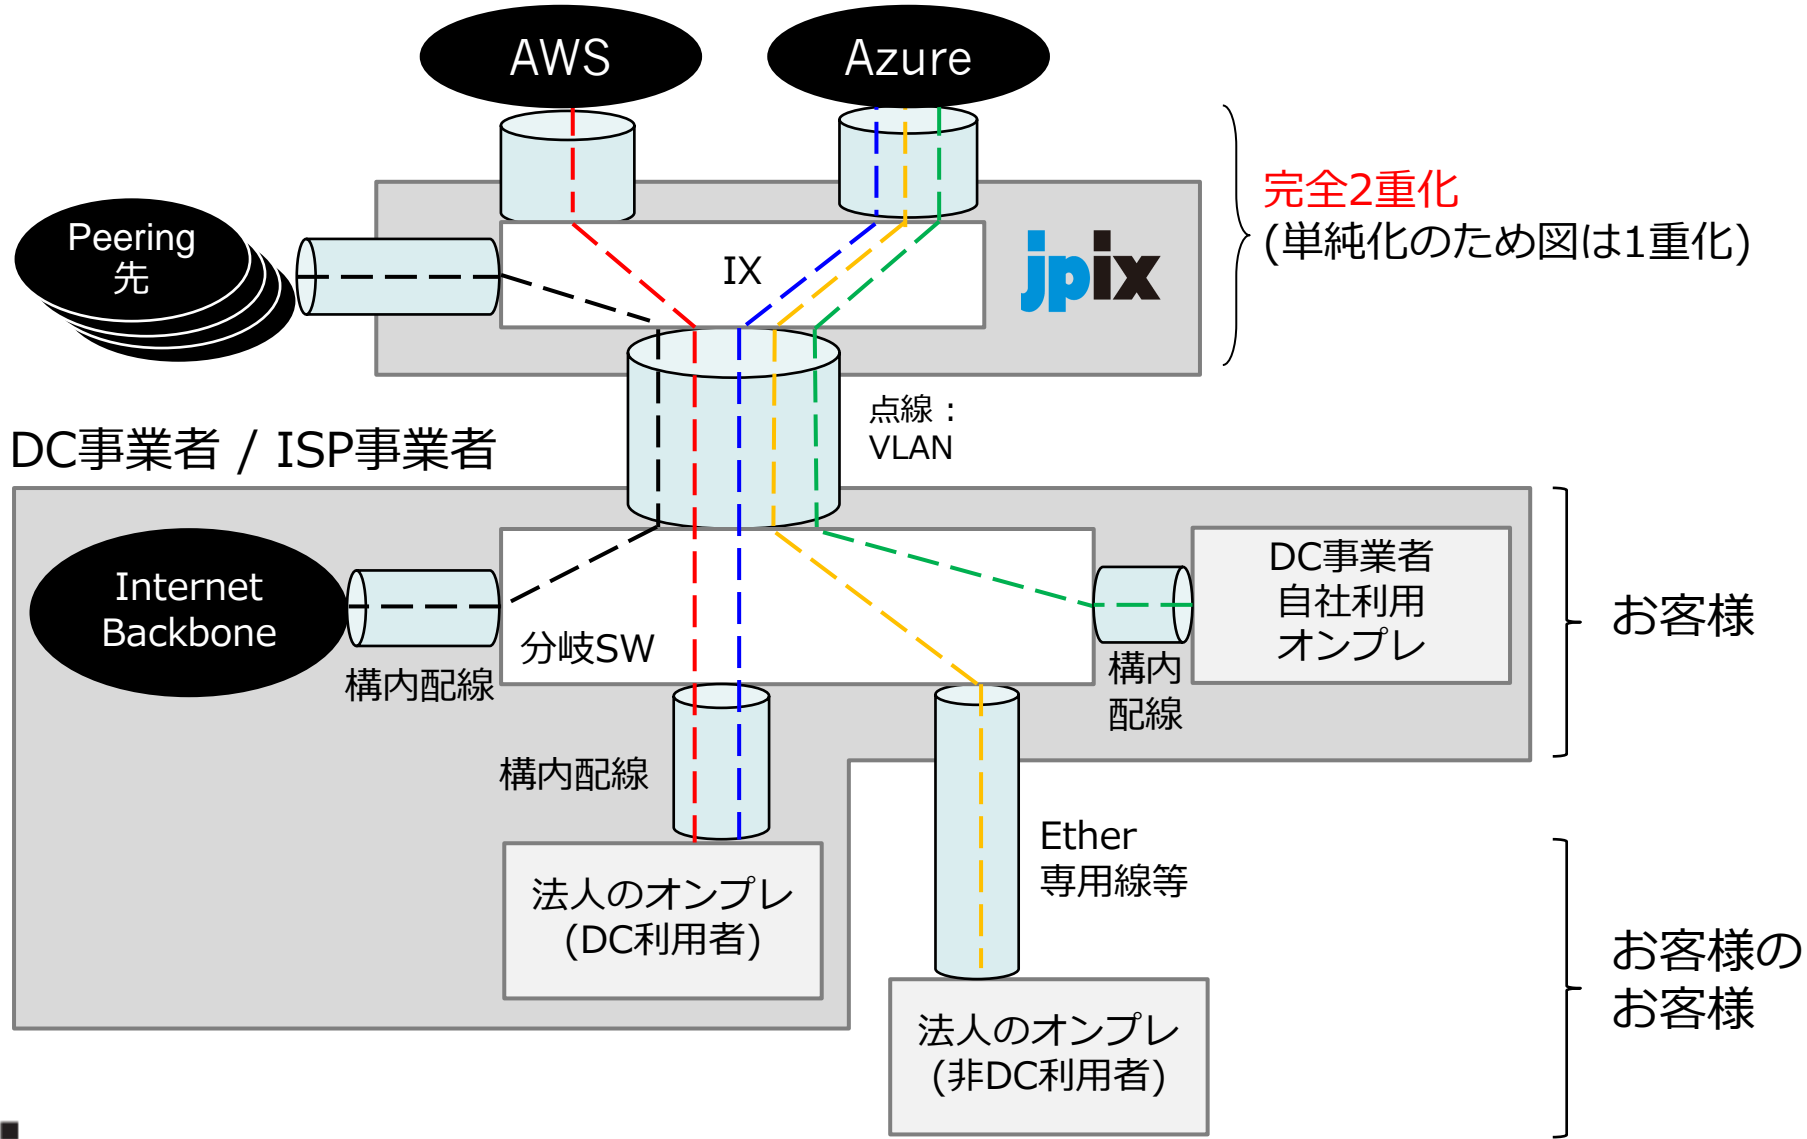 AWS
Azure
完全2重化
(単純化のため図は1重化)
Peering
先
IX
jpix
点線：
VLAN
DC事業者 / ISP事業者
Internet
Backbone
構内配線
分岐SW
構内
配線
DC事業者
自社利用
オンプレ
お客様
構内配線
Ether
専用線等
法人のオンプレ
(DC利用者)
お客様の
お客様
法人のオンプレ
(非DC利用者)